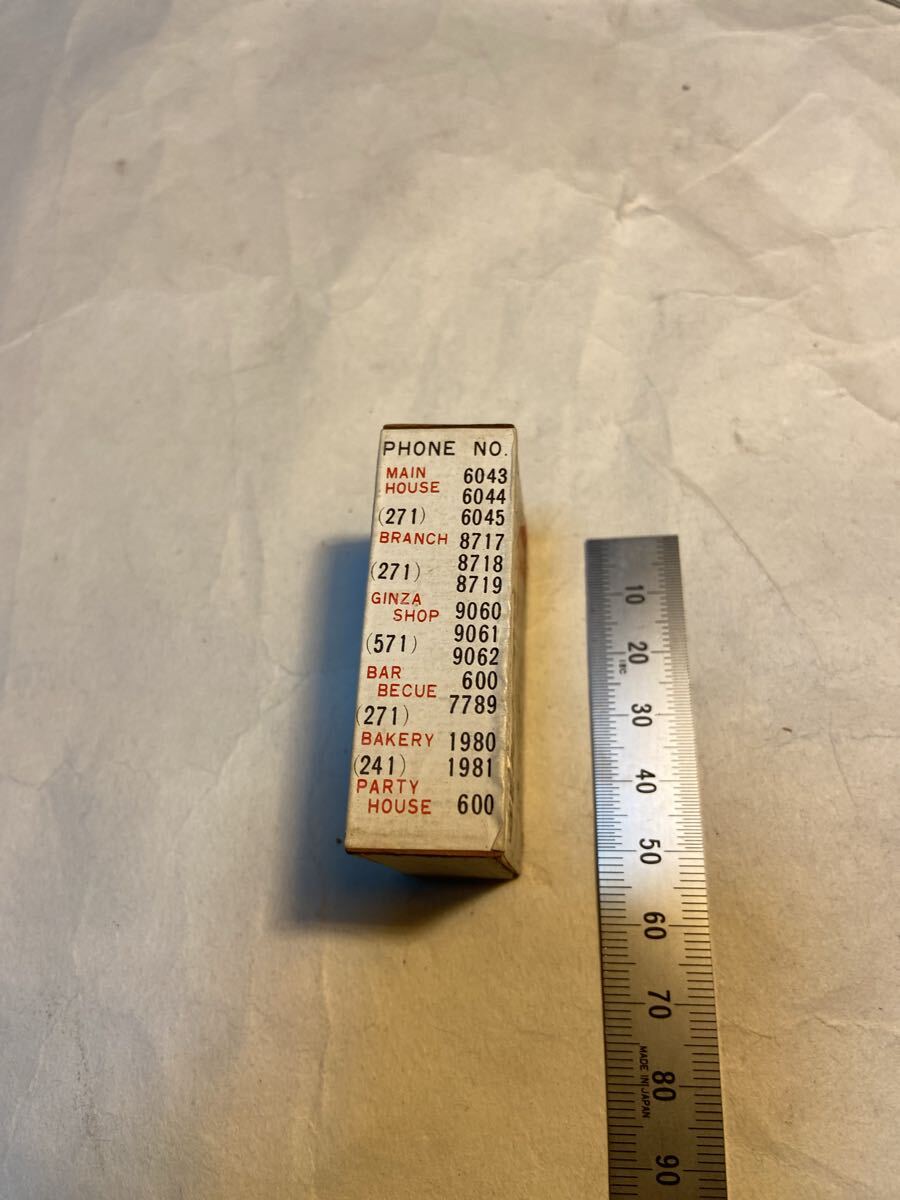 PHONE NO.
MAIN 6043
HOUSE 6044
(271) 6045
BRANCH 8717
8718
(271) 8719
GINZA 9060
SHOP 9061
(571) 9062
BAR 600
BECUE 7789
(271)
BAKERY 1980
(241) 1981
PARTY
HOUSE 600
10
20
18C
30
40
50
60
70
MADE IN JAPAN
80
90